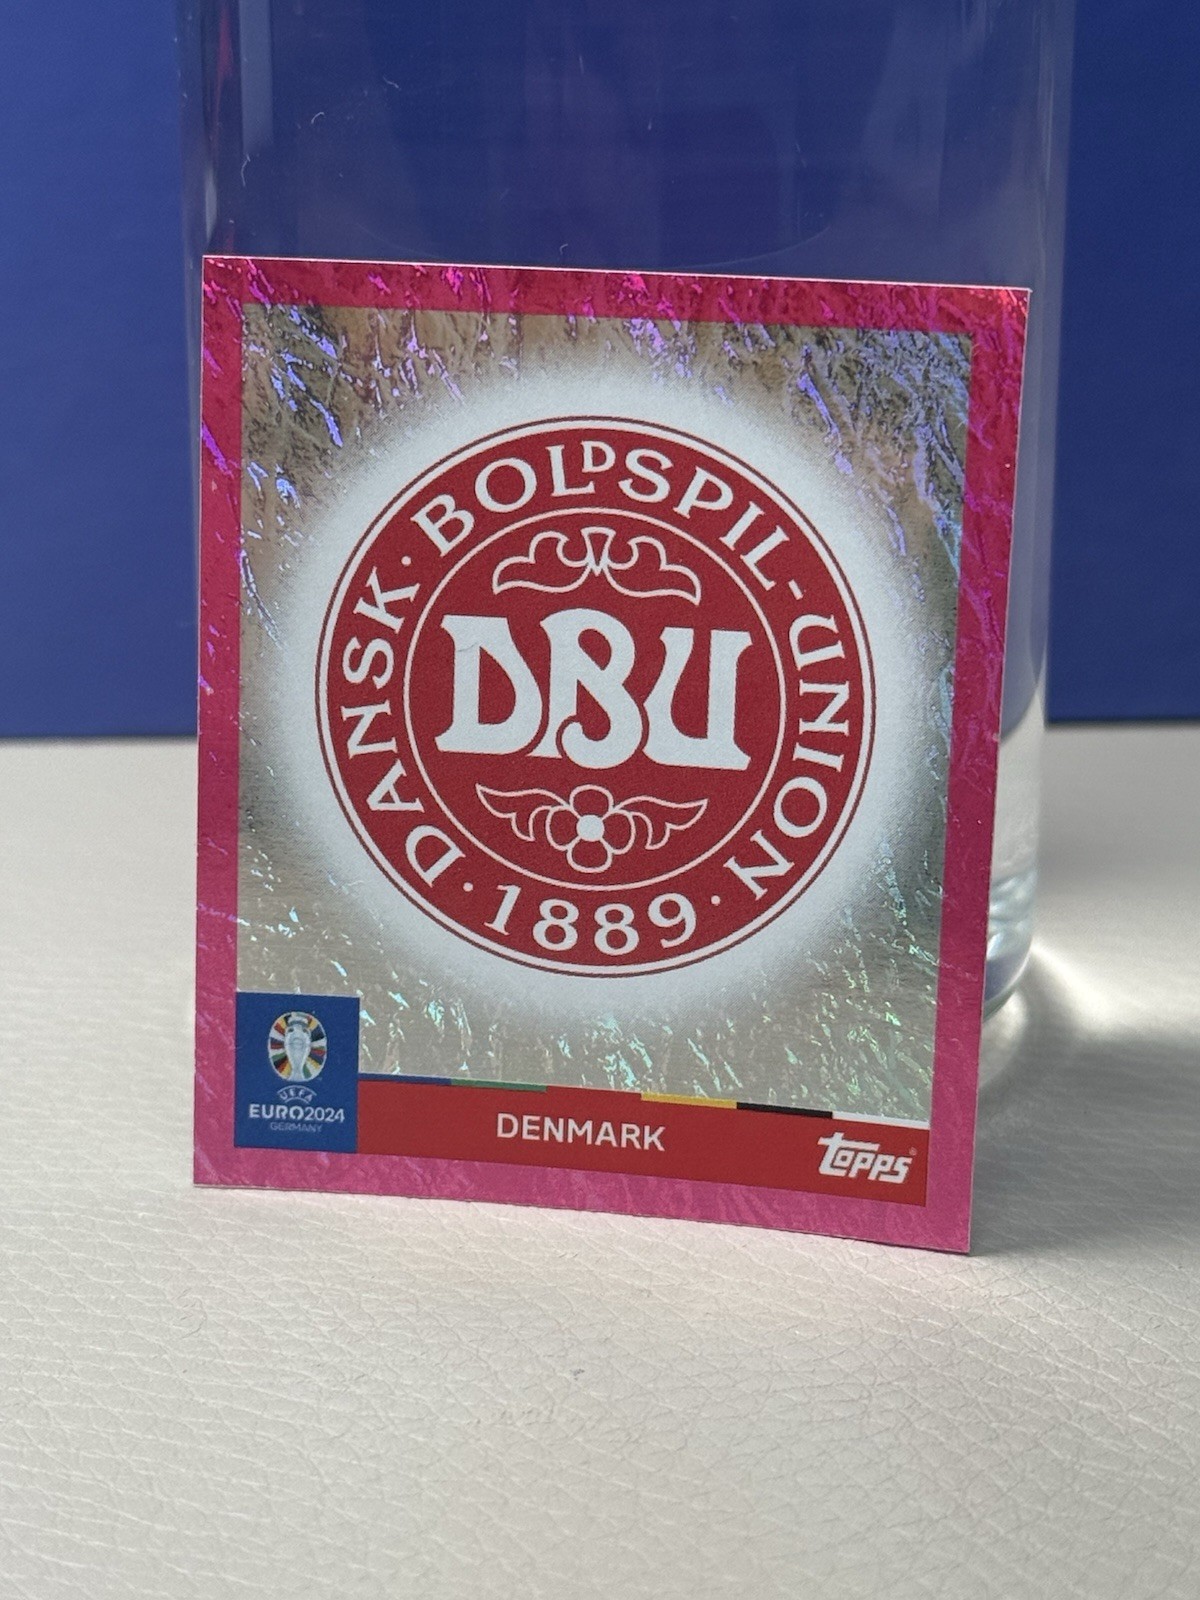 DANSK · BOLDSPIL-UNION
DBU
· 1889 ·
UEFA
EURO2024
GERMANY
DENMARK
Topps